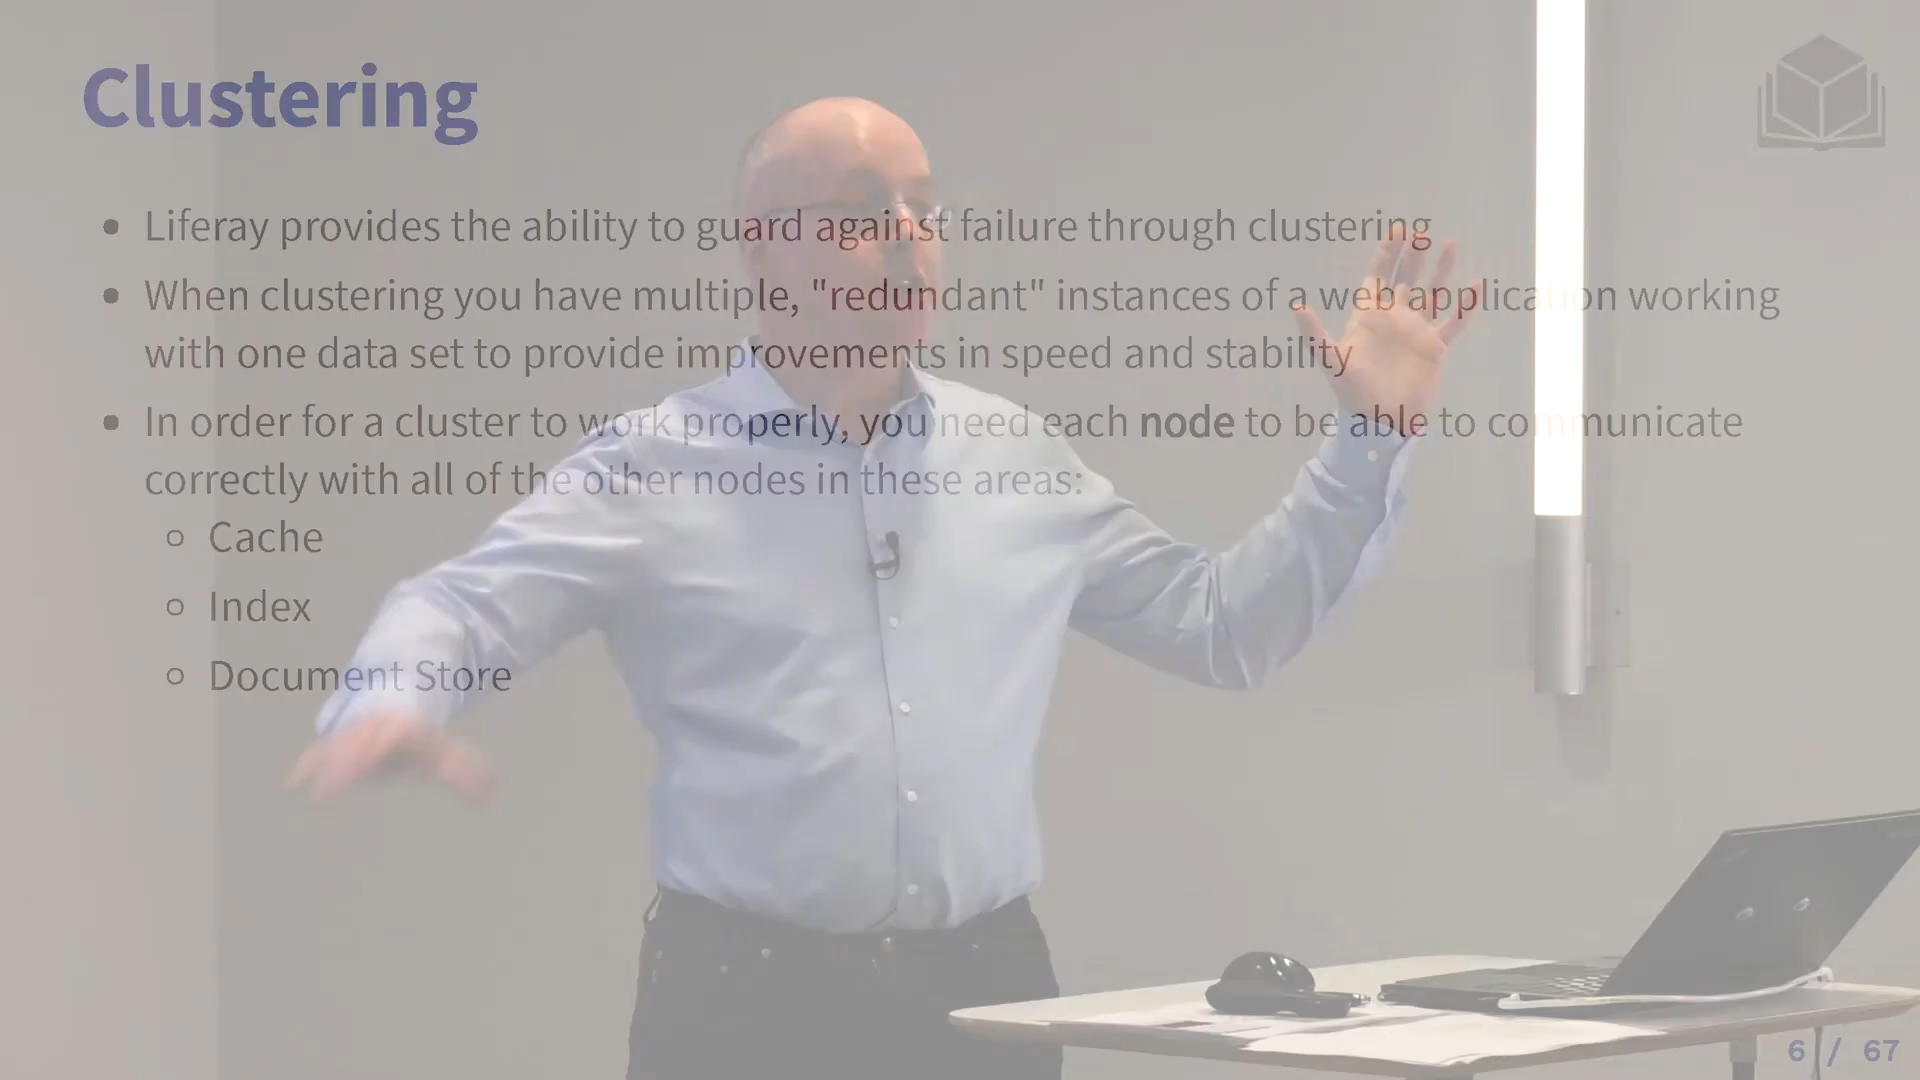 Clustering
• Liferay provides the ability to guard against failure through clustering
• When clustering you have multiple, "redundant" instances of a web application working
with one data set to provide improvements in speed and stability
• In order for a cluster to work properly, you need each node to be able to communicate
correctly with all of the other nodes in these areas:
○ Cache
○ Index
○ Document Store
6 / 67